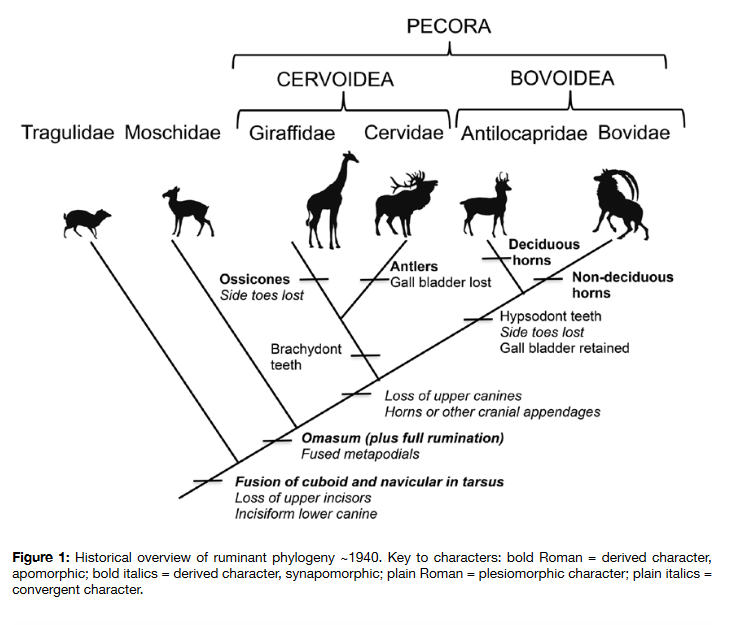 PECORA
CERVOIDEA
BOVOIDEA
Tragulidae
Moschidae
Giraffidae
Cervidae
Antilocapridae
Bovidae
Deciduous
horns
Antlers
Gall bladder lost
Ossicones
Side toes lost
Non-deciduous
horns
Hypsodont teeth
Side toes lost
Gall bladder retained
Brachydont
teeth
Loss of upper canines
Horns or other cranial appendages
Omasum (plus full rumination)
Fused metapodials
Fusion of cuboid and navicular in tarsus
Loss of upper incisors
Incisiform lower canine
Figure 1: Historical overview of ruminant phylogeny ~1940. Key to characters: bold Roman = derived character,
apomorphic; bold italics = derived character, synapomorphic; plain Roman = plesiomorphic character; plain italics =
convergent character.